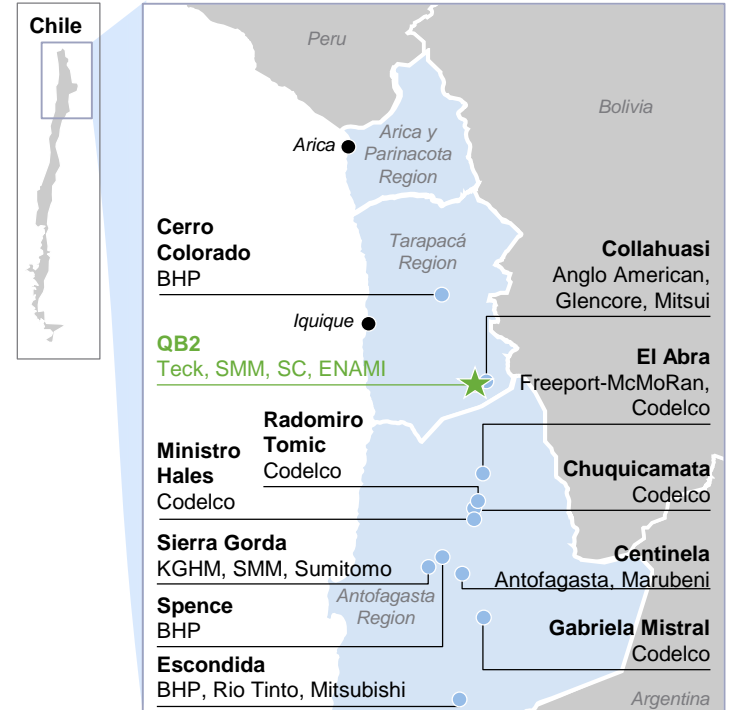 Chile
Peru
Bolivia
Arica
Arica y
Parinacota
Region
Cerro
Colorado
BHP
Tarapacá
Region
Collahuasi
Anglo American,
Glencore, Mitsui
Iquique
QB2
Teck, SMM, SC, ENAMI
El Abra
Freeport-McMoRan,
Codelco
Radomiro
Tomic
Codelco
Ministro
Hales
Codelco
Chuquicamata
Codelco
Sierra Gorda
KGHM, SMM, Sumitomo
Centinela
Antofagasta, Marubeni
Antofagasta
Region
Spence
BHP
Gabriela Mistral
Codelco
Escondida
BHP, Rio Tinto, Mitsubishi
Argentina